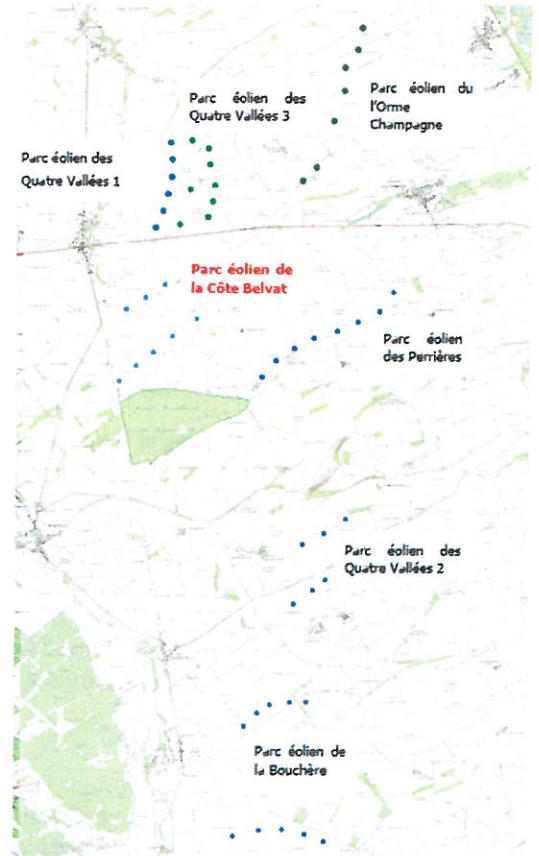 Parc éolien des
Quatre Vallées 3
Parc éolien du
l'Orme
Champagne
Parc éolien des
Quatre Vallées 1
Parc éolien de
la Côte Belvat
Parc éolien
des Perrières
Parc éolien des
Quatre Vallées 2
Parc éolien de
la Bouchère